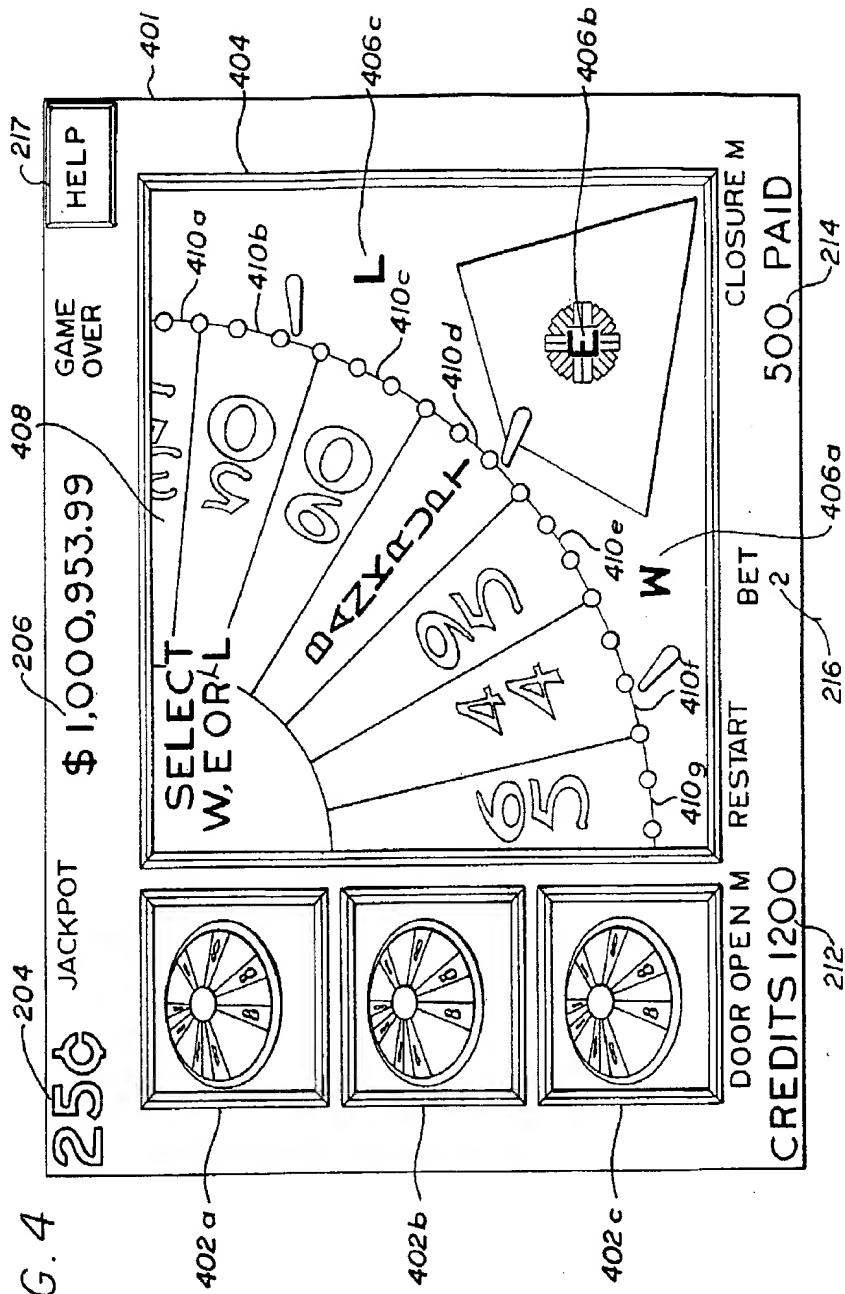 G. 4
204
206
408
217
25¢ JACKPOT
$ 1,000,953.99
GAME
OVER
HELP
401
404
406c
406b
SELECT
W, E OR L
50
BANKRUPT
95
44
65
410a
410b
410c
410d
410e
410f
410g
L
E
W
402a
402b
402c
DOOR OPEN M
RESTART
CLOSURE M
CREDITS 1200
BET
2
500 PAID
212
216
406a
214